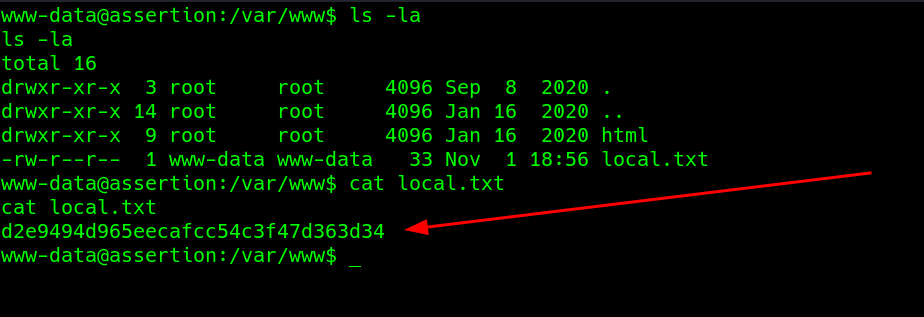 www-data@assertion:/var/www$ ls -la
ls -la
total 16
drwxr-xr-x  3 root     root     4096 Sep  8  2020 .
drwxr-xr-x 14 root     root     4096 Jan 16  2020 ..
drwxr-xr-x  9 root     root     4096 Jan 16  2020 html
-rw-r--r--  1 www-data www-data   33 Nov  1 18:56 local.txt
www-data@assertion:/var/www$ cat local.txt
cat local.txt
d2e9494d965eecafcc54c3f47d363d34
www-data@assertion:/var/www$ _